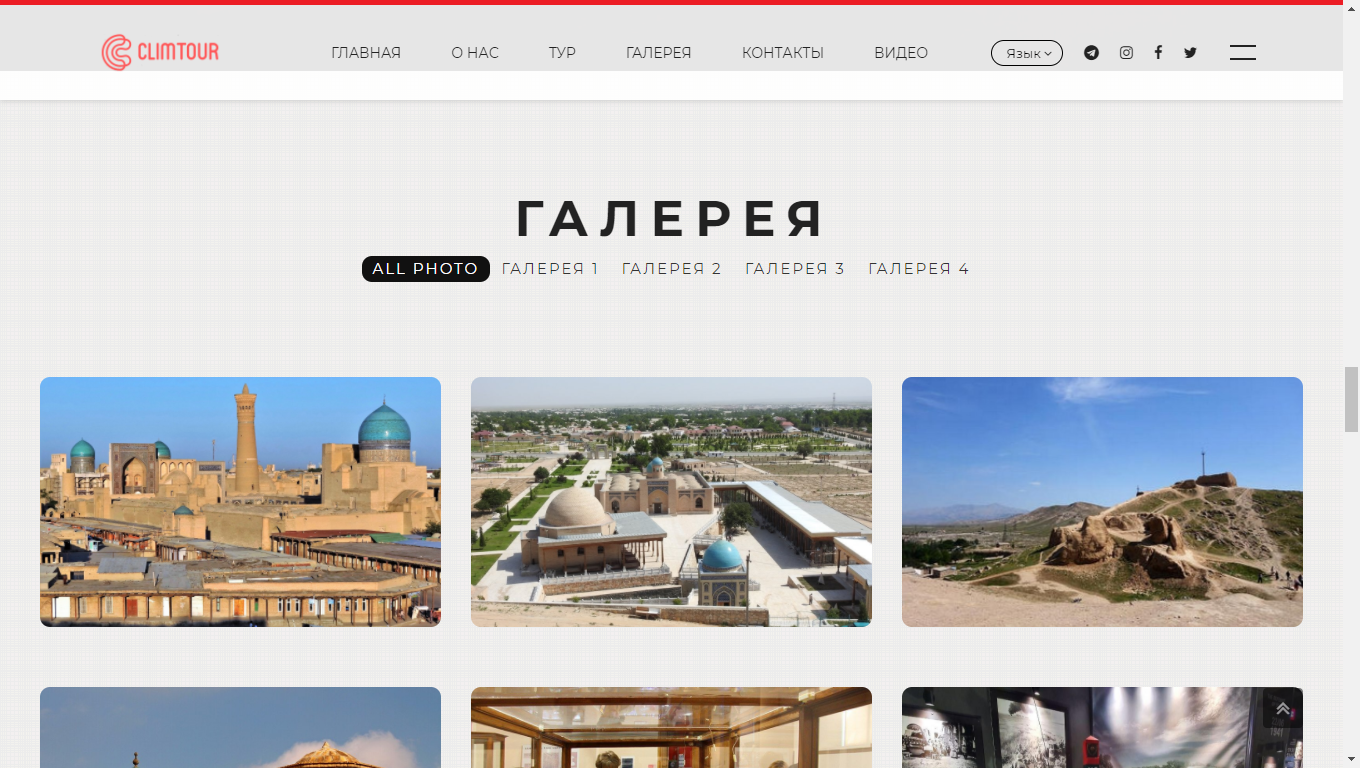 CLIMTOUR
ГЛАВНАЯ О НАС ТУР ГАЛЕРЕЯ КОНТАКТЫ ВИДЕО Язык
ГАЛЕРЕЯ
ALL PHOTO ГАЛЕРЕЯ 1 ГАЛЕРЕЯ 2 ГАЛЕРЕЯ 3 ГАЛЕРЕЯ 4
1941